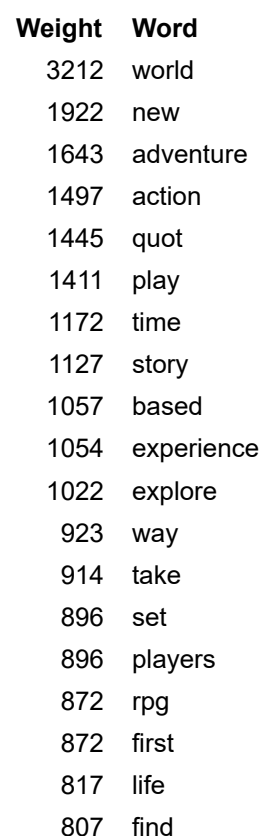 Weight Word
3212 world
1922 new
1643 adventure
1497 action
1445 quot
1411 play
1172 time
1127 story
1057 based
1054 experience
1022 explore
923 way
914 take
896 set
896 players
872 rpg
872 first
817 life
807 find